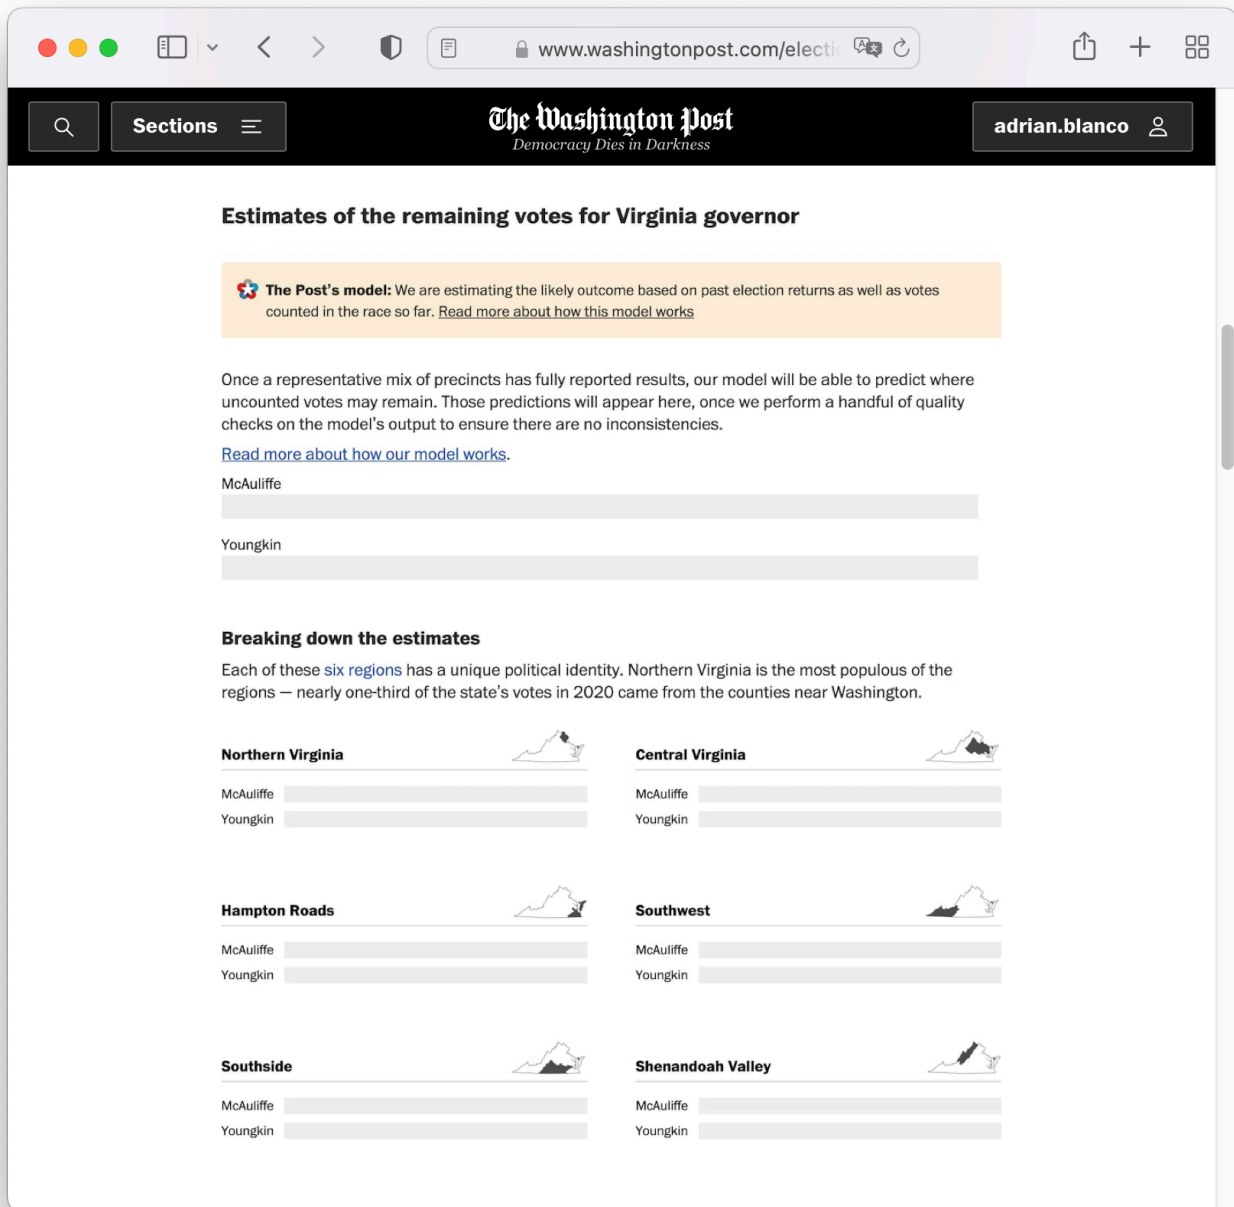 www.washingtonpost.com/electi
Sections
The Washington Post
Democracy Dies in Darkness
adrian.blanco
Estimates of the remaining votes for Virginia governor
The Post's model: We are estimating the likely outcome based on past election returns as well as votes
counted in the race so far. Read more about how this model works
Once a representative mix of precincts has fully reported results, our model will be able to predict where
uncounted votes may remain. Those predictions will appear here, once we perform a handful of quality
checks on the model's output to ensure there are no inconsistencies.
Read more about how our model works.
McAuliffe
Youngkin
Breaking down the estimates
Each of these six regions has a unique political identity. Northern Virginia is the most populous of the
regions — nearly one-third of the state's votes in 2020 came from the counties near Washington.
Northern Virginia
McAuliffe
Youngkin
Central Virginia
McAuliffe
Youngkin
Hampton Roads
McAuliffe
Youngkin
Southwest
McAuliffe
Youngkin
Southside
McAuliffe
Youngkin
Shenandoah Valley
McAuliffe
Youngkin